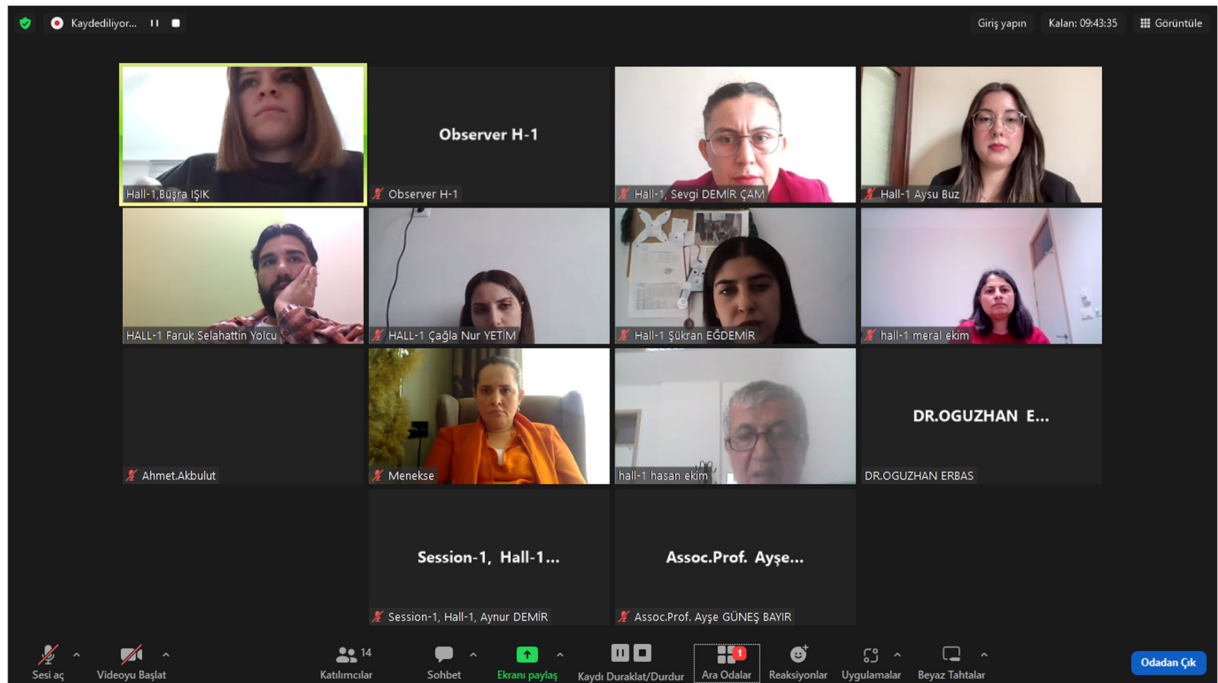 Kaydediliyor...
Giriş yapın
Kalan: 09:43:35
Görüntüle
Hall-1,Büşra IŞIK
Observer H-1
Observer H-1
Hall-1, Sevgi DEMİR ÇAM
Hall-1 Aysu Buz
HALL-1 Faruk Selahattin Yolcu
HALL-1 Çağla Nur YETİM
Hall-1 Şükran EĞDEMİR
hall-1 meral ekim
Ahmet.Akbulut
Menekse
hall-1 hasan ekim
DR.OGUZHAN E...
DR.OGUZHAN ERBAS
Session-1, Hall-1...
Session-1, Hall-1, Aynur DEMİR
Assoc.Prof. Ayşe...
Assoc.Prof. Ayşe GÜNEŞ BAYIR
Sesi aç
Videoyu Başlat
14
Katılımcılar
Sohbet
Ekranı paylaş
Kaydı Duraklat/Durdur
1
Ara Odalar
Reaksiyonlar
Uygulamalar
Beyaz Tahtalar
Odadan Çık